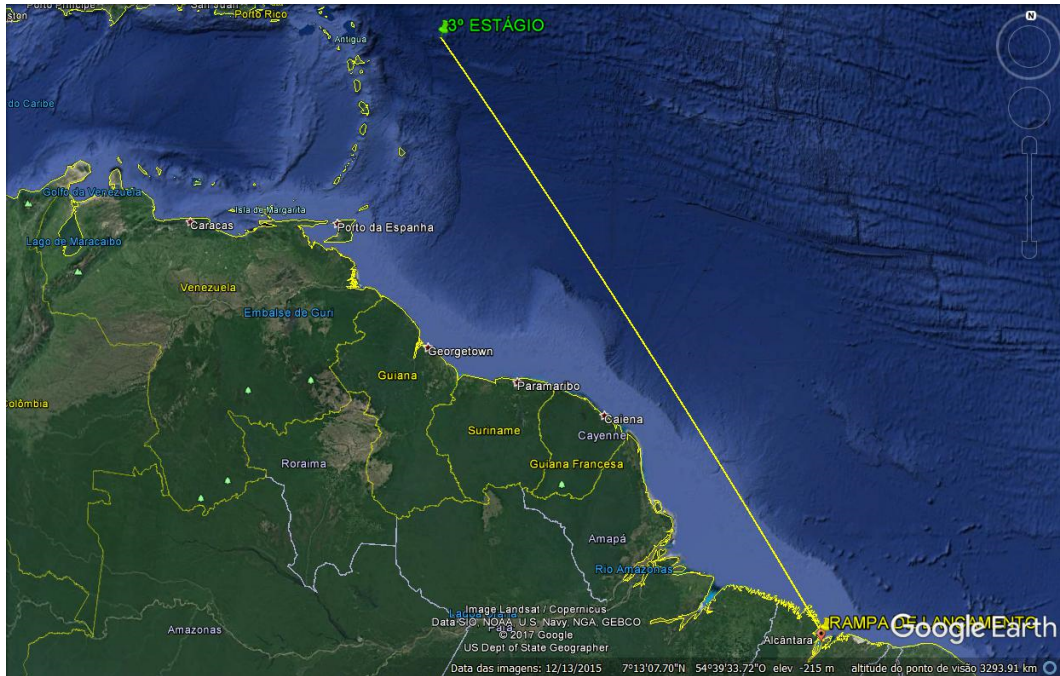 Porto Príncipe
San Juan
Porto Rico
ston
3º ESTÁGIO
N
Antigua
do Caribe
Golfo da Venezuela
Isla de Margarita
Caracas
Porto da Espanha
Lago de Maracaibo
Venezuela
Embalse de Guri
Georgetown
Guiana
Paramaribo
Colômbia
Caiena
Cayenne
Suriname
Roraima
Guiana Francesa
Amapá
Rio Amazonas
Image Landsat / Copernicus
Data SIO, NOAA, U.S. Navy, NGA, GEBCO
© 2017 Google
US Dept of State Geographer
Pará
Amazonas
RAMPA DE LANÇAMENTO
Google Earth
Alcântara
Data das imagens: 12/13/2015 7°13'07.70"N 54°39'33.72"O elev -215 m altitude do ponto de visão 3293.91 km